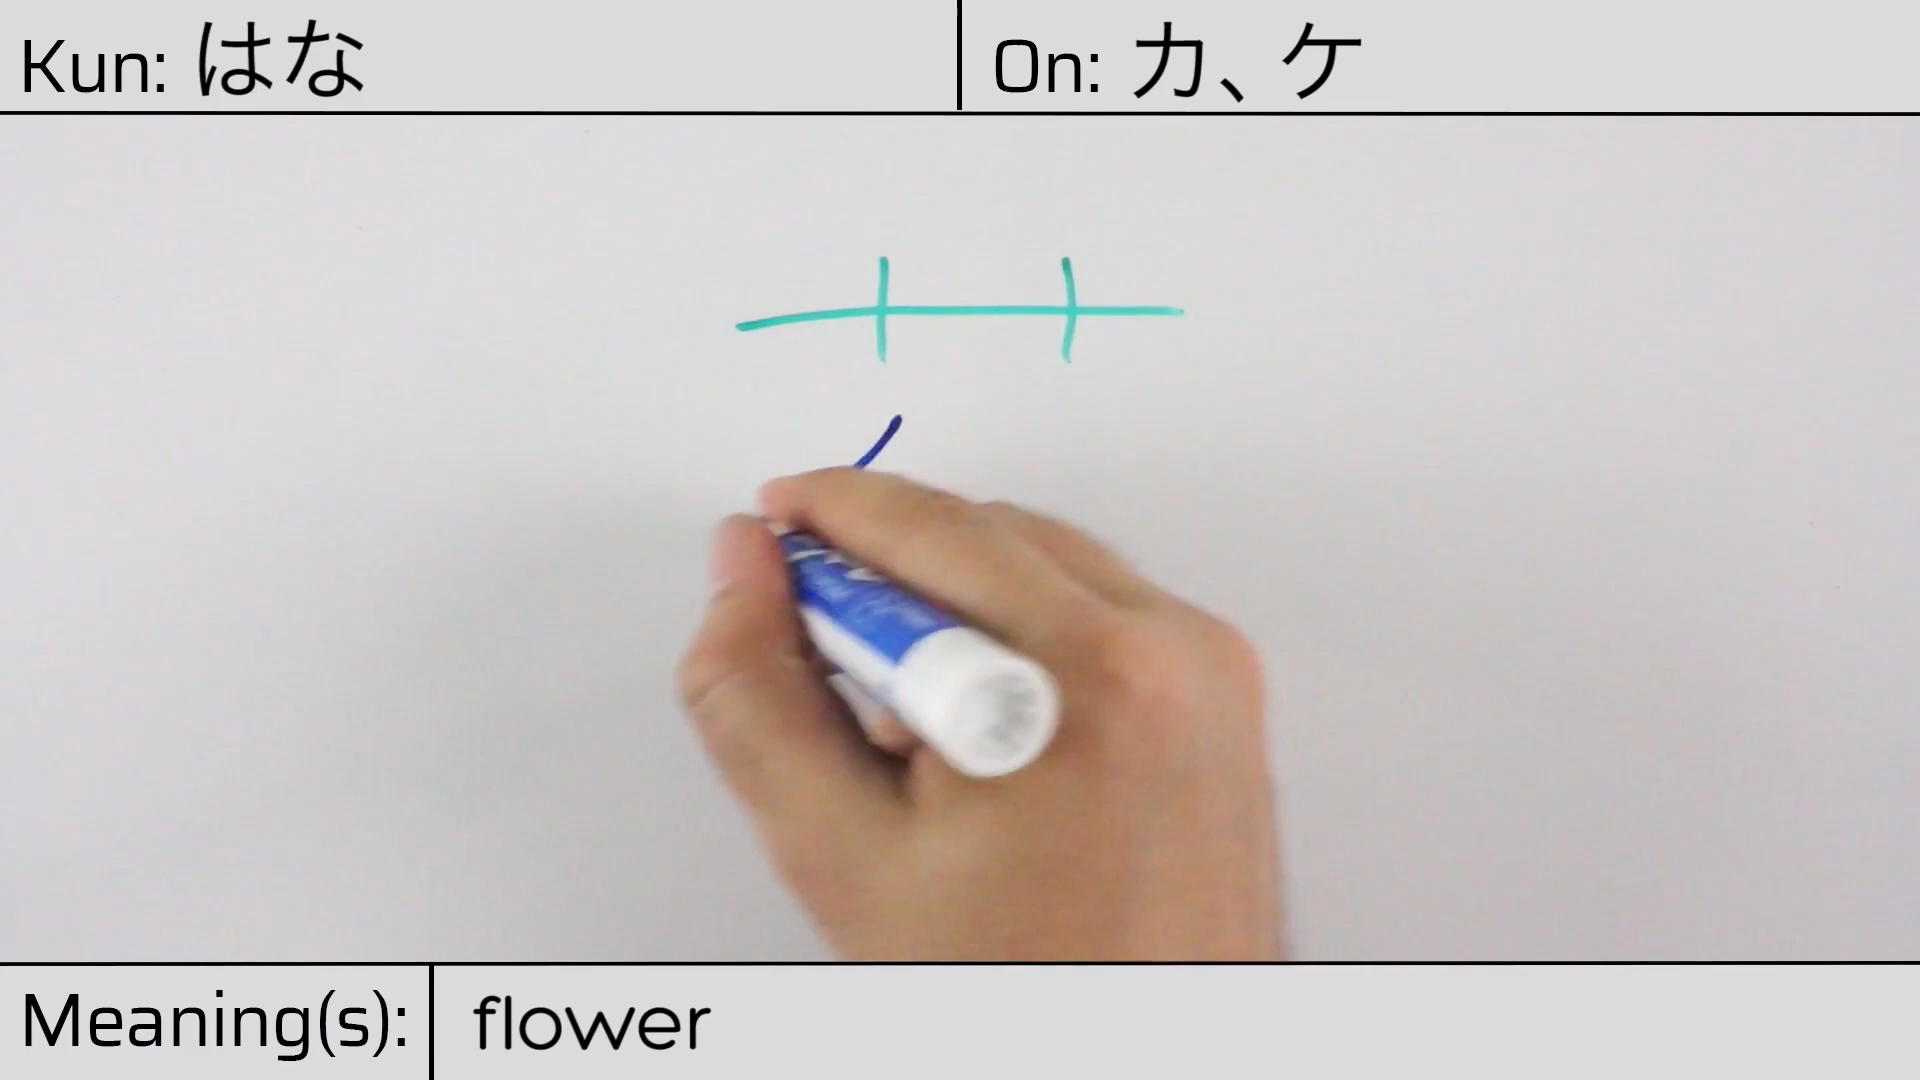 Kun: はな
On: カ、ケ
Meaning(s): flower